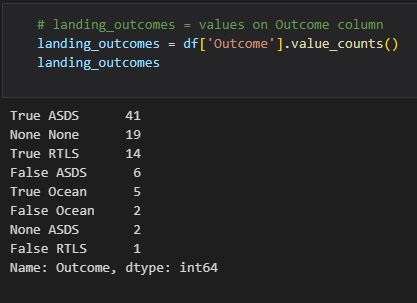 # landing_outcomes = values on Outcome column
landing_outcomes = df['Outcome'].value_counts()
landing_outcomes
True ASDS      41
None None      19
True RTLS      14
False ASDS      6
True Ocean      5
False Ocean     2
None ASDS       2
False RTLS      1
Name: Outcome, dtype: int64